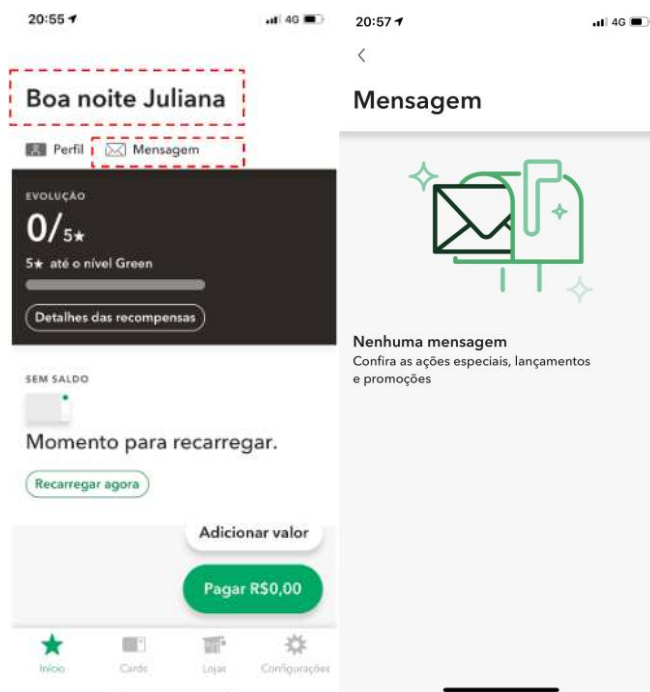 20:55
4G
Boa noite Juliana
Perfil
Mensagem
EVOLUÇÃO
0/5★
5★ até o nível Green
Detalhes das recompensas
SEM SALDO
Momento para recarregar.
Recarregar agora
Adicionar valor
Pagar R$0,00
Início
Cards
Lojas
Configurações
20:57
4G
Mensagem
Nenhuma mensagem
Confira as ações especiais, lançamentos
e promoções